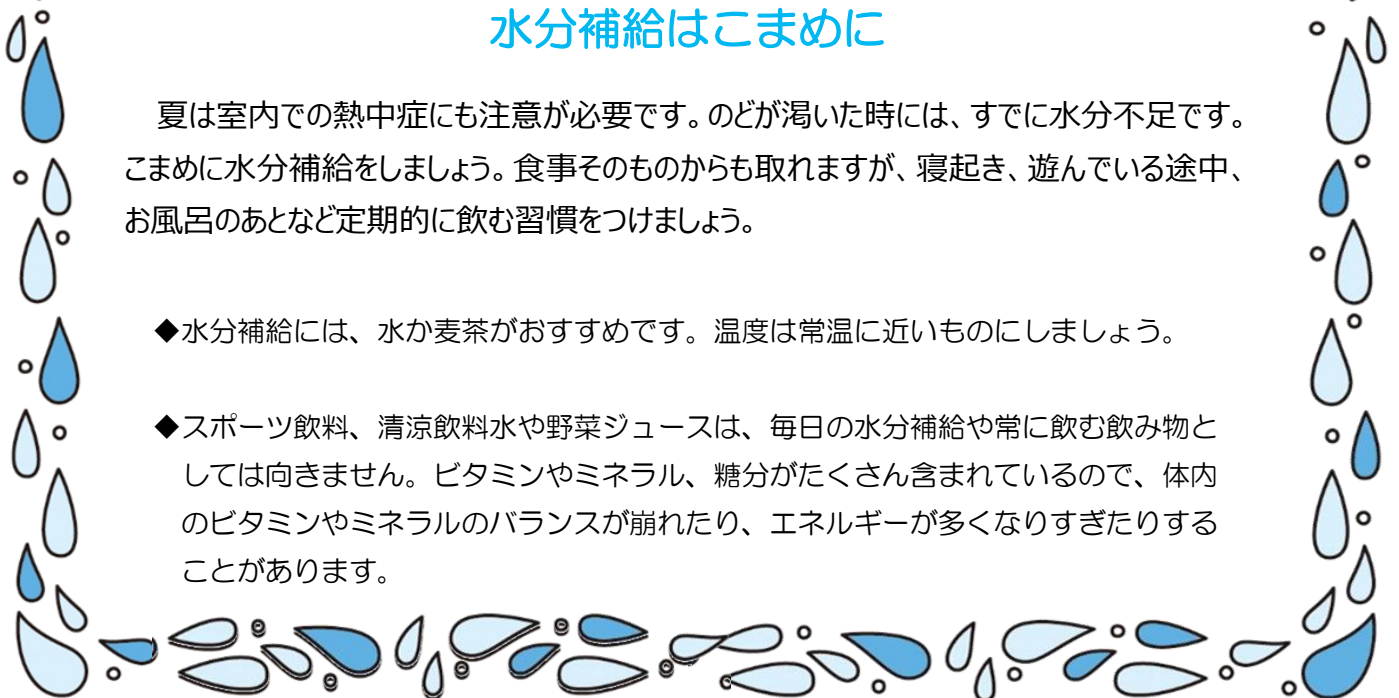 水分補給はこまめに
夏は室内での熱中症にも注意が必要です。のどが渇いた時には、すでに水分不足です。
こまめに水分補給をしましょう。食事そのものからも取れますが、寝起き、遊んでいる途中、
お風呂のあとなど定期的に飲む習慣をつけましょう。
◆水分補給には、水か麦茶がおすすめです。温度は常温に近いものにしましょう。
◆スポーツ飲料、清涼飲料水や野菜ジュースは、毎日の水分補給や常に飲む飲み物と
しては向きません。ビタミンやミネラル、糖分がたくさん含まれているので、体内
のビタミンやミネラルのバランスが崩れたり、エネルギーが多くなりすぎたりする
ことがあります。